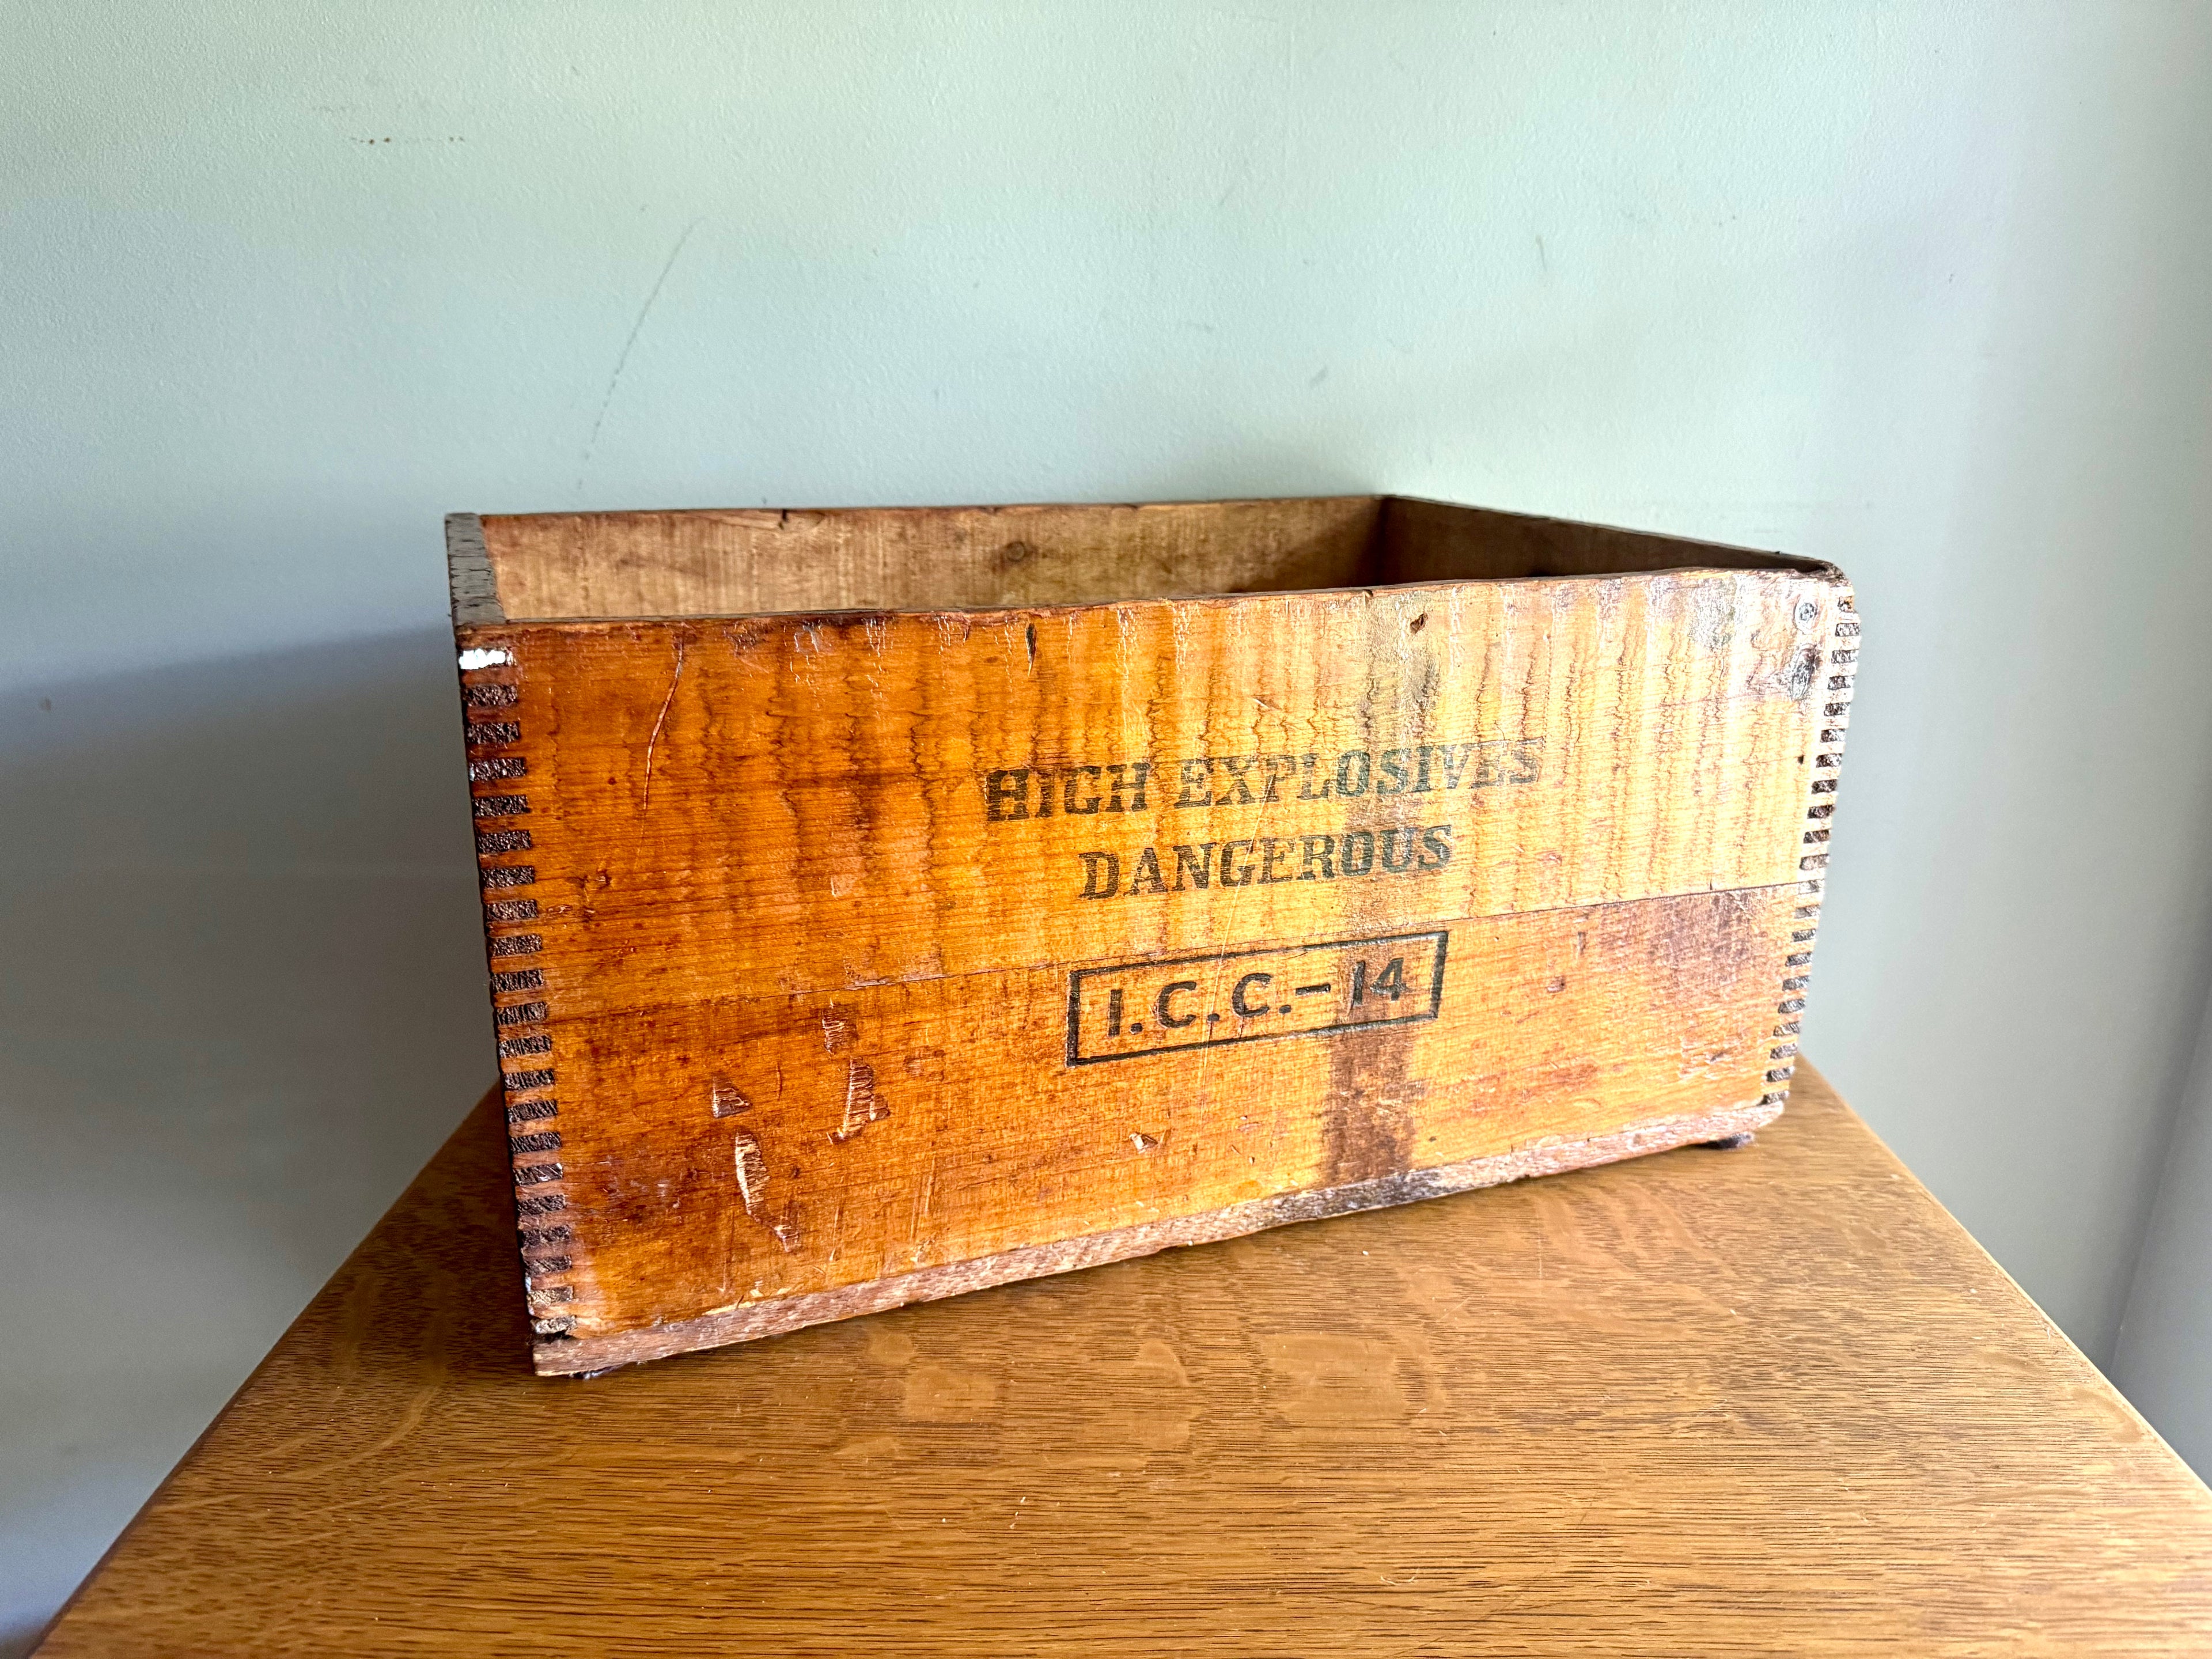 HIGH EXPLOSIVES
DANGEROUS
I.C.C.-14